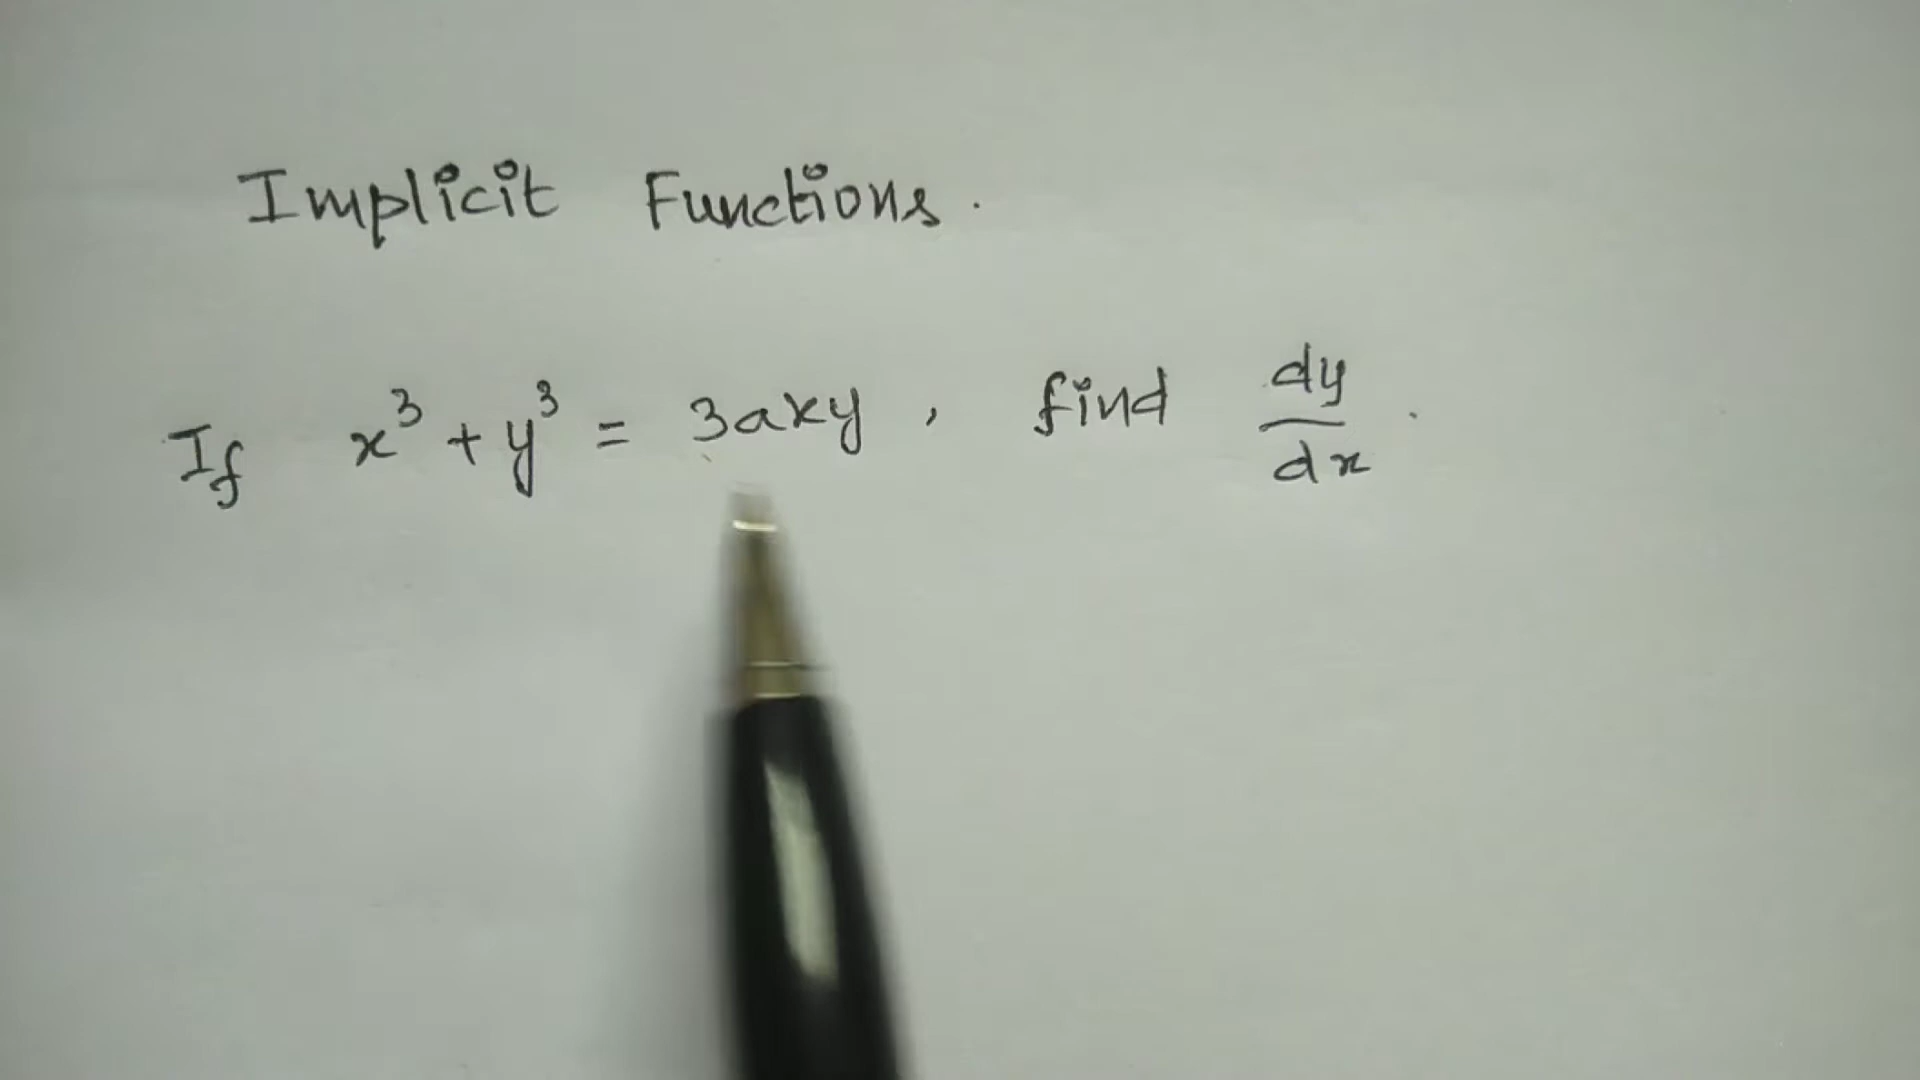 Implicit Functions.
If x³ + y³ = 3axy, find dy/dx.